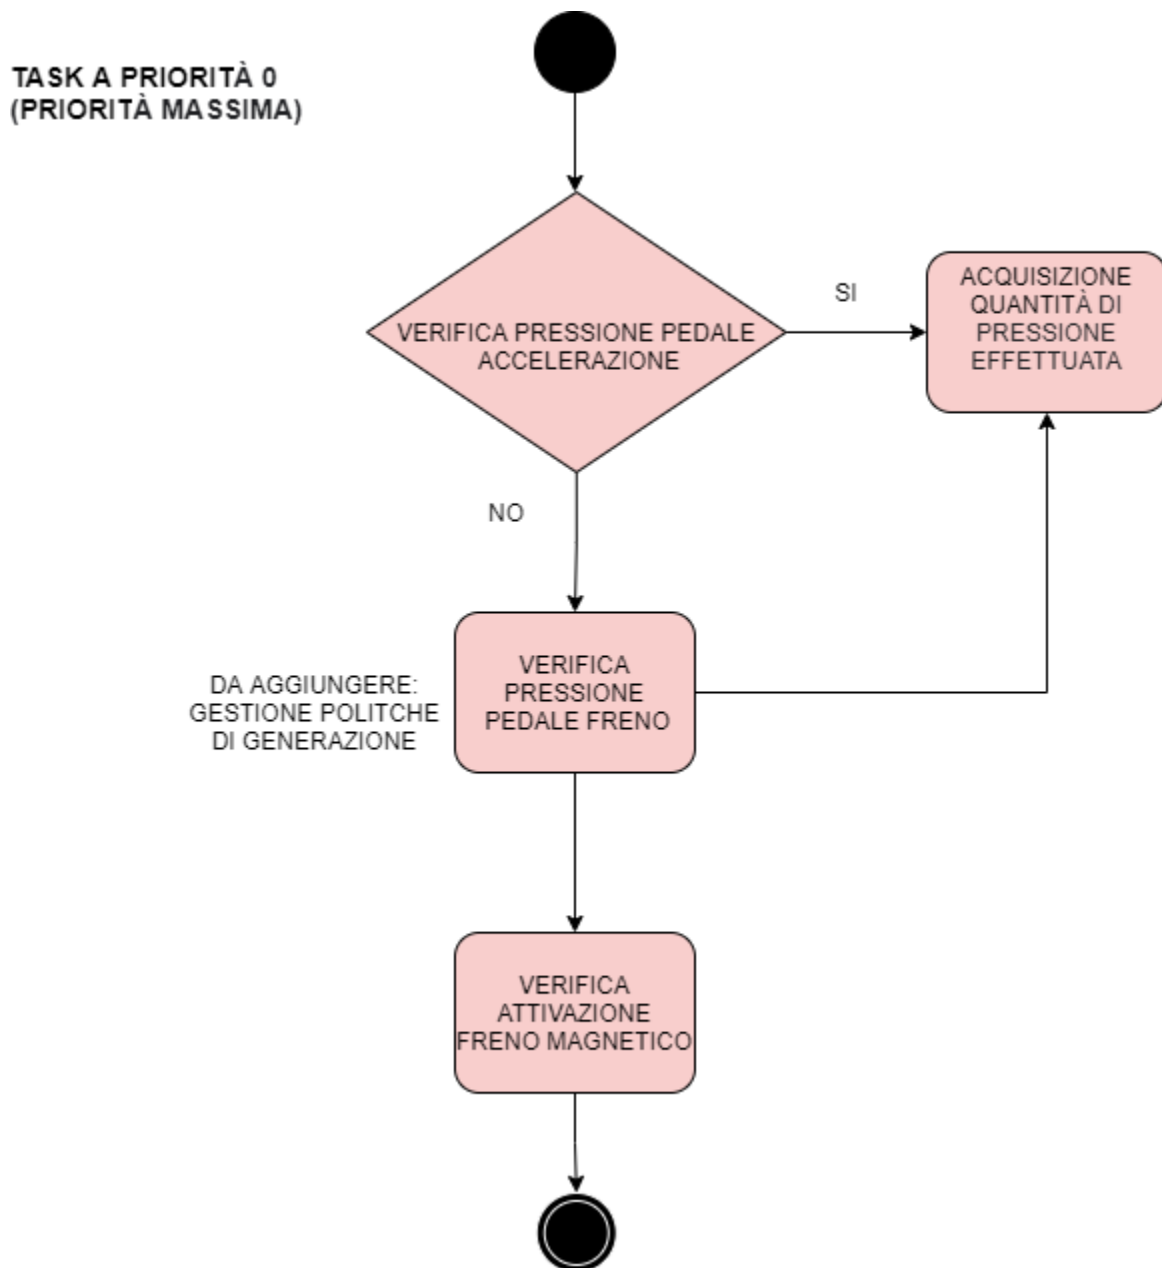 TASK A PRIORITÀ 0
(PRIORITÀ MASSIMA)
VERIFICA PRESSIONE PEDALE
ACCELERAZIONE
SI
ACQUISIZIONE
QUANTITÀ DI
PRESSIONE
EFFETTUATA
NO
DA AGGIUNGERE:
GESTIONE POLITCHE
DI GENERAZIONE
VERIFICA
PRESSIONE
PEDALE FRENO
VERIFICA
ATTIVAZIONE
FRENO MAGNETICO